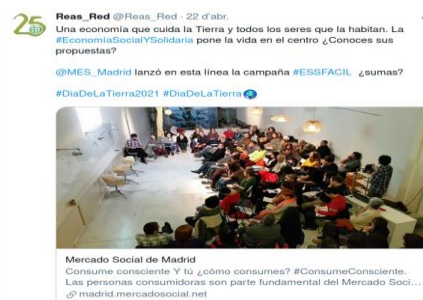 25
Reas_Red @Reas_Red · 22 d'abr.
Una economía que cuida la Tierra y todos los seres que la habitan. La
#EconomíaSocialYSolidaria pone la vida en el centro ¿Conoces sus
propuestas?
@MES_Madrid lanzó en esta línea la campaña #ESSFACIL ¿sumas?
#DíaDeLaTierra2021 #DíaDeLaTierra
Mercado Social de Madrid
Consume consciente Y tú ¿cómo consumes? #ConsumeConsciente.
Las personas consumidoras son parte fundamental del Mercado Soci...
madrid.mercadosocial.net